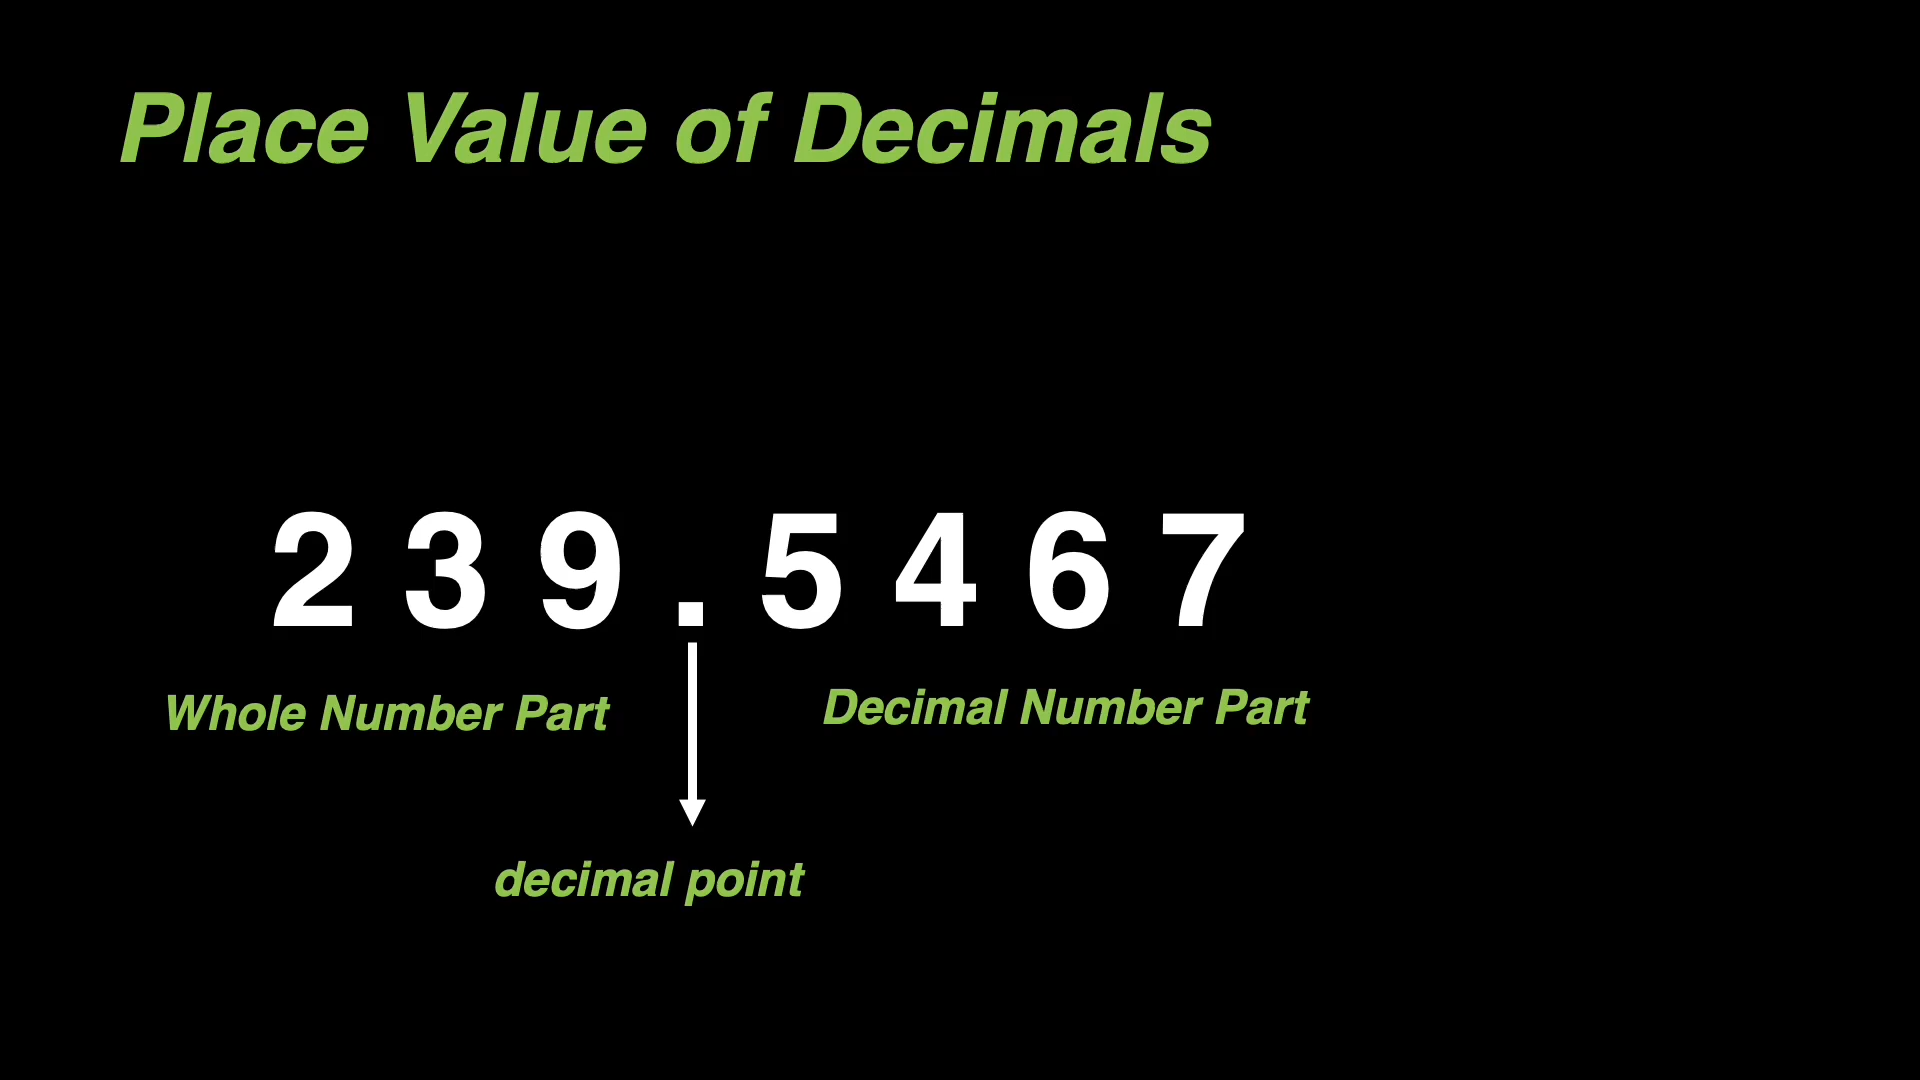 Place Value of Decimals
2 3 9 . 5 4 6 7
Whole Number Part Decimal Number Part
decimal point